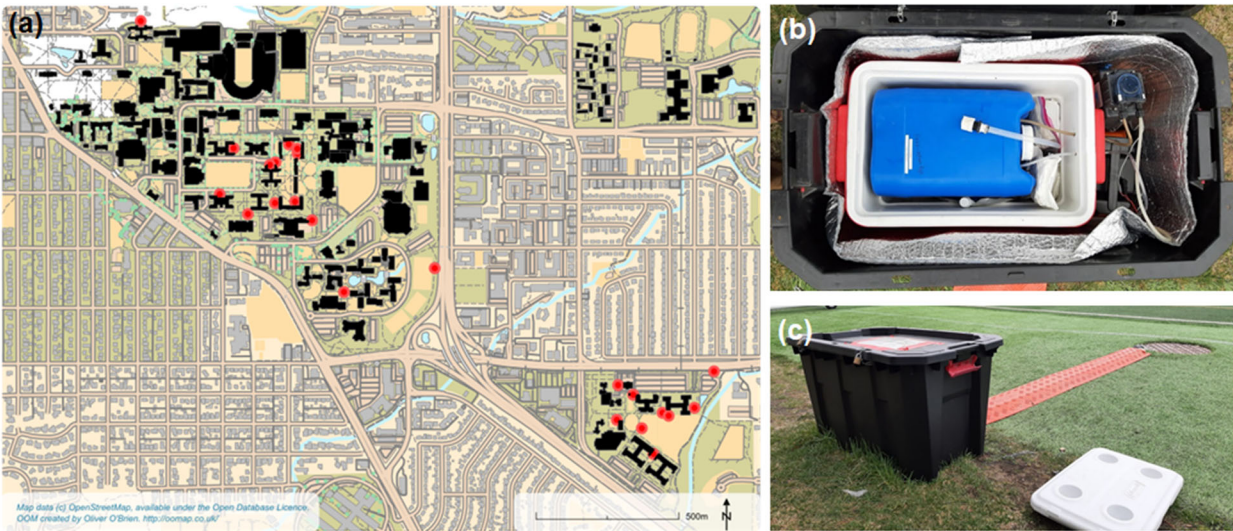 (a)
(b)
(c)
Map data (c) OpenStreetMap, available under the Open Database Licence.
OOM created by Oliver O'Brien. http://oomap.co.uk/
500m
N